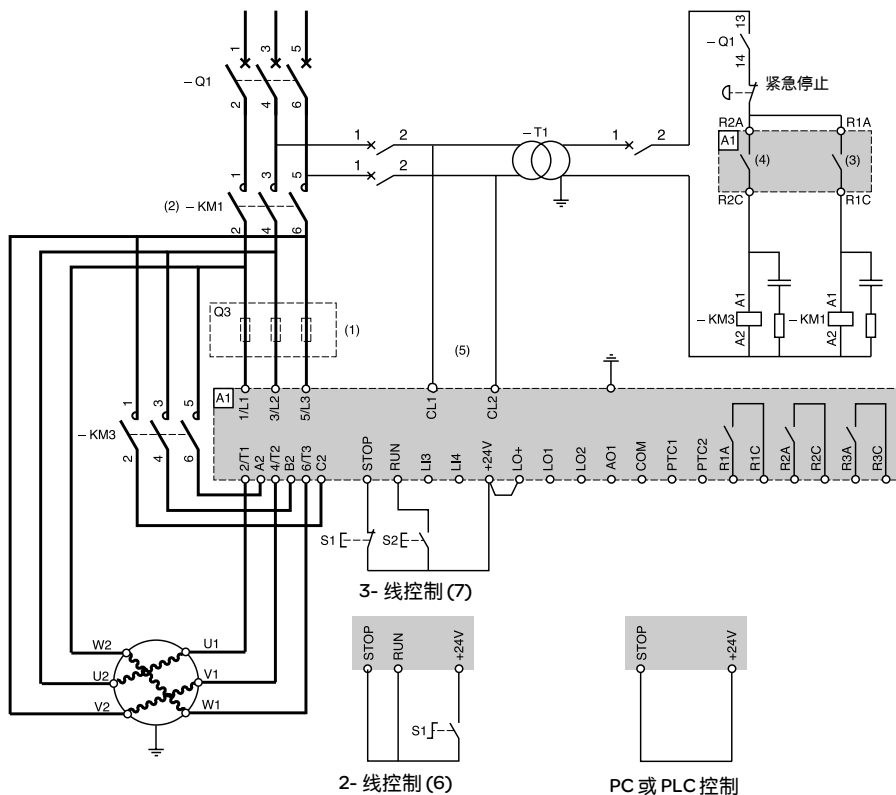 1 3 5
– Q1
2 4 6
13
– Q1
14
紧急停止
1 2
1 2
– T1
1 2
R2A R1A
A1
(4) (3)
R2C R1C
1 3 5
(2) – KM1
2 4 6
A1 A1
– KM3 – KM1
A2 A2
Q3
(1)
(5)
A1
1/L1 3/L2 5/L3 CL1 CL2
1 3 5
– KM3
2 4 6
2/T1 A2 4/T2 B2 6/T3 C2 STOP RUN LI3 LI4 +24V LO+ LO1 LO2 AO1 COM PTC1 PTC2 R1A R1C R2A R2C R3A R3C
S1 S2
3- 线控制 (7)
W2 U1
U2 V1
V2 W1
STOP RUN +24V
S1
2- 线控制 (6)
STOP +24V
PC 或 PLC 控制